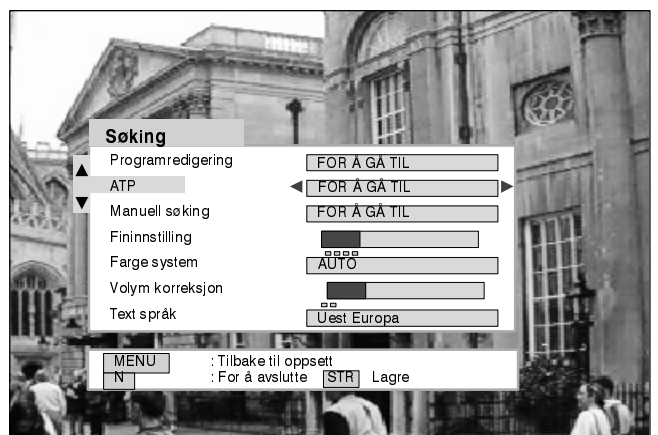 Søking
Programredigering FOR Å GÅ TIL
ATP FOR Å GÅ TIL
Manuell søking FOR Å GÅ TIL
Fininnstilling
Farge system AUTO
Volym korreksjon
Text språk Uest Europa
MENU : Tilbake til oppsett
N : For å avslutte STR Lagre